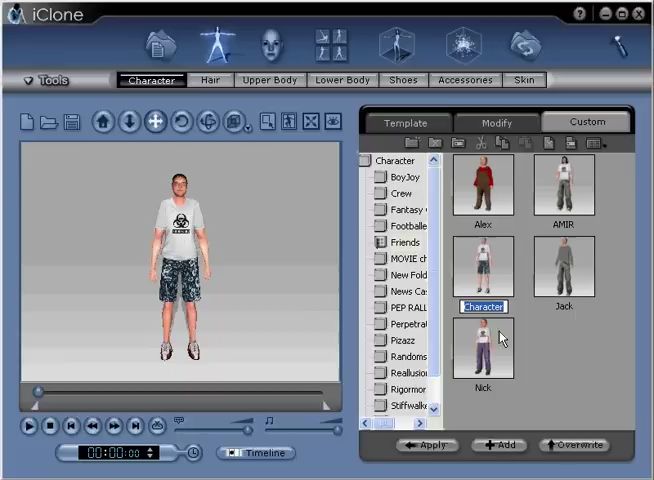 iClone
Tools
Character
Hair
Upper Body
Lower Body
Shoes
Accessories
Skin
Template
Modify
Custom
Character
BoyJoy
Crew
Fantasy
Footballe
Friends
MOVIE ch
New Fold
News Cas
PEP RALL
Perpetrat
Pizazz
Randoms
Reallusion
Rigormor
Stiffwalke
Alex
AMIR
Character
Jack
Nick
00:00:00
Timeline
Apply
Add
Overwrite